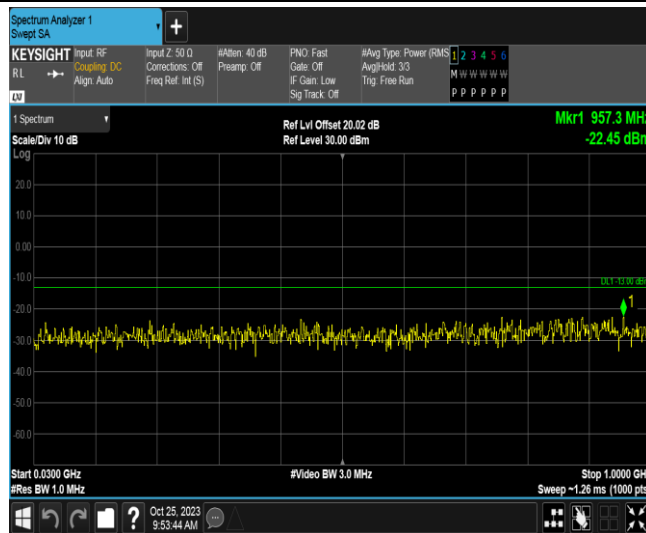 Spectrum Analyzer 1
Swept SA
+
KEYSIGHT Input: RF Input Z: 50 Ω #Atten: 40 dB PNO: Fast #Avg Type: Power (RMS 1 2 3 4 5 6
RL Coupling: DC Corrections: Off Preamp: Off Gate: Off Avg|Hold: 3/3 M W W W W W
Align: Auto Freq Ref: Int (S) IF Gain: Low Trig: Free Run
LXI Sig Track: Off P P P P P P
1 Spectrum Ref Lvl Offset 20.02 dB Mkr1 957.3 MHz
Scale/Div 10 dB Ref Level 30.00 dBm -22.45 dBm
Log
20.0
10.0
0.00
-10.0
DL1 -13.00 dBm
1
-20.0
-30.0
-40.0
-50.0
-60.0
Start 0.0300 GHz #Video BW 3.0 MHz Stop 1.0000 GHz
#Res BW 1.0 MHz Sweep ~1.26 ms (1000 pts
? Oct 25, 2023
9:53:44 AM